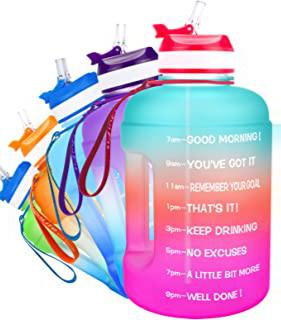 7am— GOOD MORNING!
9am— YOU'VE GOT IT
11am— REMEMBER YOUR GOAL
1pm— THAT'S IT!
3pm— KEEP DRINKING
5pm— NO EXCUSES
7pm— A LITTLE BIT MORE
9pm— WELL DONE!